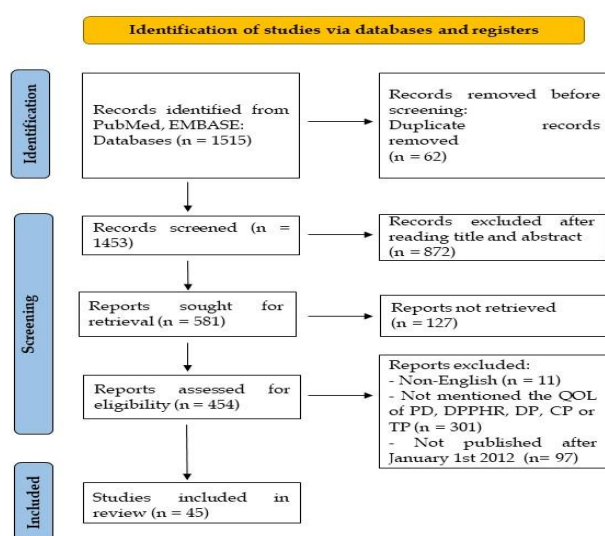 Identification of studies via databases and registers
Identification
Records identified from
PubMed, EMBASE:
Databases (n = 1515)
Records removed before
screening:
Duplicate records
removed
(n = 62)
Screening
Records screened (n =
1453)
Records excluded after
reading title and abstract
(n = 872)
Reports sought for
retrieval (n = 581)
Reports not retrieved
(n = 127)
Reports assessed for
eligibility (n = 454)
Reports excluded:
- Non-English (n = 11)
- Not mentioned the QOL
of PD, DPPHR, DP, CP or
TP (n = 301)
- Not published after
January 1st 2012 (n= 97)
Included
Studies included in
review (n = 45)